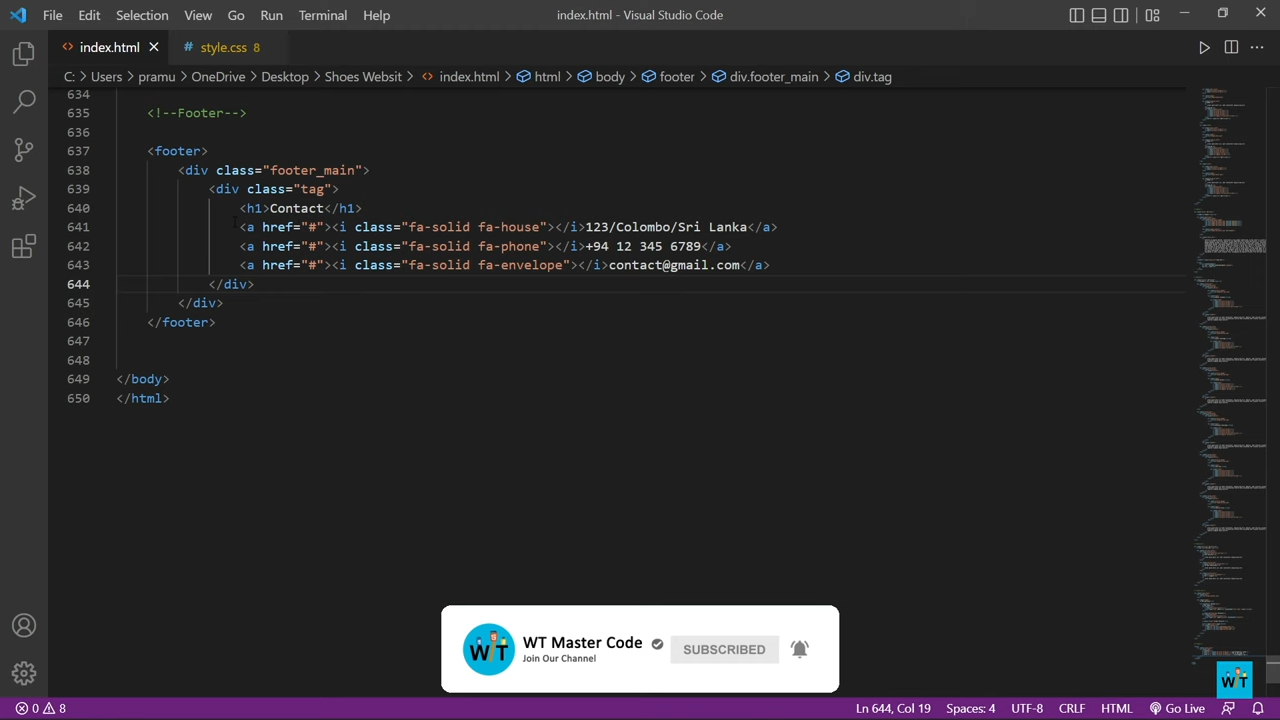 File Edit Selection View Go Run Terminal Help index.html - Visual Studio Code
index.html style.css 8
C: > Users > pramu > OneDrive > Desktop > Shoes Websit > index.html > html > body > footer > div.footer_main > div.tag
634
635 <!--Footer-->
636
637 <footer>
638 <div class="footer_main">
639 <div class="tag">
640 <h1>Contact</h1>
641 <a href="#"><i class="fa-solid fa-house"></i>123/Colombo/Sri Lanka</a>
642 <a href="#"><i class="fa-solid fa-phone"></i>+94 12 345 6789</a>
643 <a href="#"><i class="fa-solid fa-envelope"></i>contact@gmail.com</a>
644 </div>
645 </div>
646 </footer>
647
648
649 </body>
650 </html>
WT Master Code
Join Our Channel
SUBSCRIBED
WT
WT
0 8 Ln 644, Col 19 Spaces: 4 UTF-8 CRLF HTML Go Live